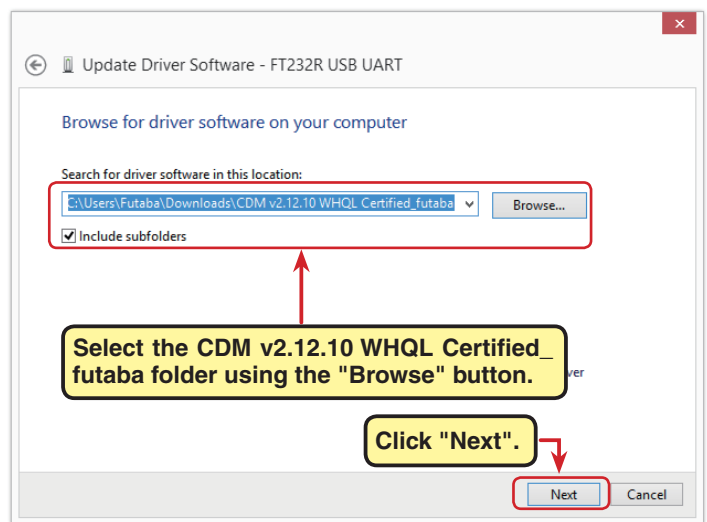 Update Driver Software - FT232R USB UART
Browse for driver software on your computer
Search for driver software in this location:
C:\Users\Futaba\Downloads\CDM v2.12.10 WHQL Certified_futaba
Browse...
Include subfolders
Select the CDM v2.12.10 WHQL Certified_
futaba folder using the "Browse" button.
ver
Click "Next".
Next
Cancel